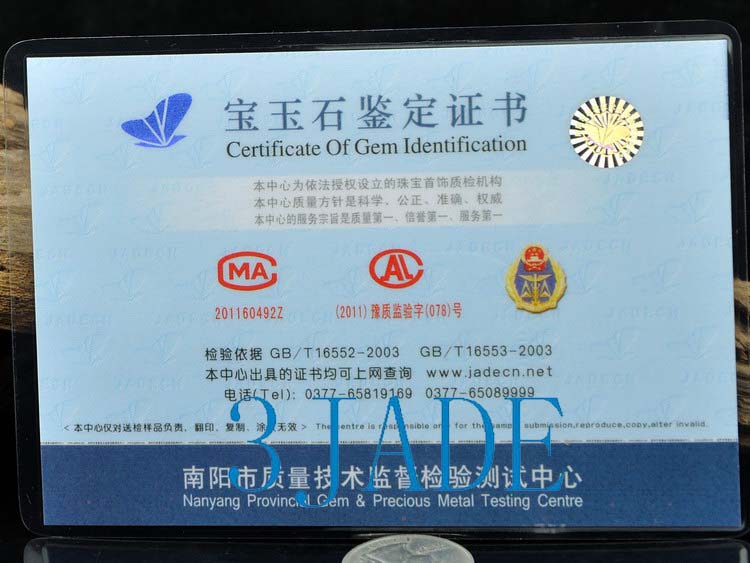 宝玉石鉴定证书
Certificate Of Gem Identification
本中心为依法授权设立的珠宝首饰质检机构
本中心质量方针是科学、公正、准确、权威
本中心的服务宗旨是质量第一、信誉第一、服务第一
MA
AL
201160492Z
(2011)豫质监验字(078)号
检验依据 GB/T16552-2003 GB/T16553-2003
本中心出具的证书均可上网查询 www.jadecn.net
电话(Tel): 0377-65819169 0377-65089999
<本中心仅对送检样品负责，翻印、复制、涂改无效> The centre is responsible only for the sample submission,reproduce,copy,alter invalid.
3JADE
南阳市质量技术监督检验测试中心
Nanyang Provincial Gem & Precious Metal Testing Centre